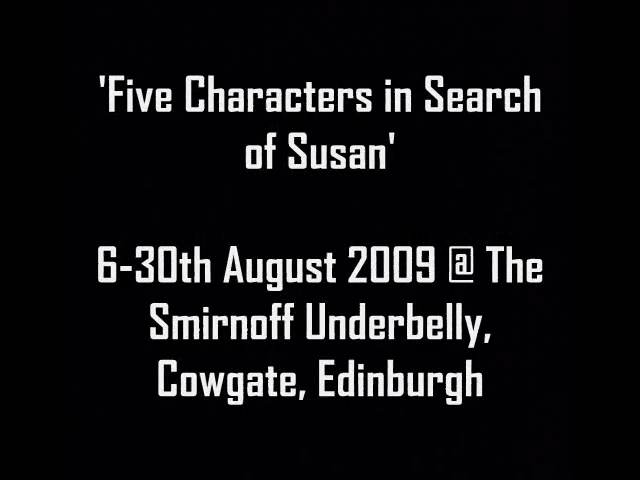 'Five Characters in Search
of Susan'
6-30th August 2009 @ The
Smirnoff Underbelly,
Cowgate, Edinburgh